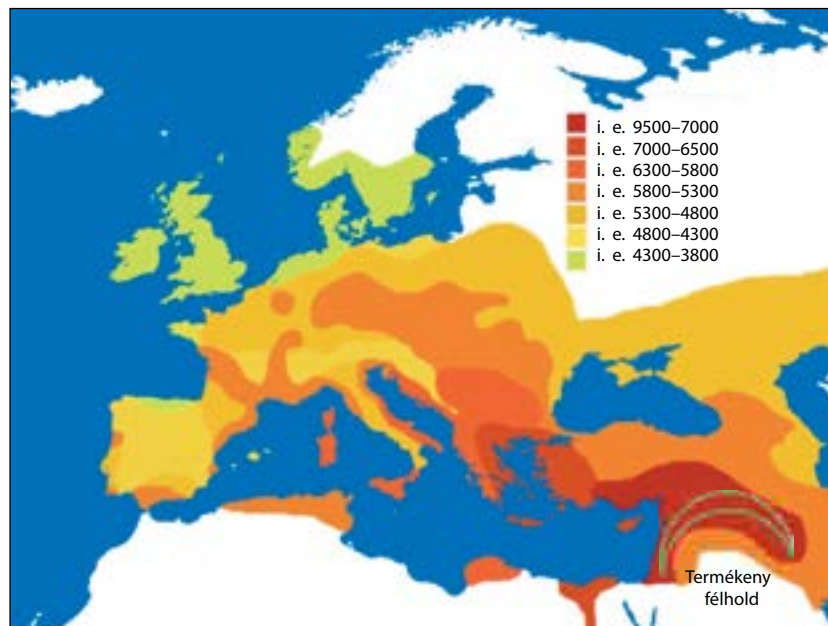 i. e. 9500–7000
i. e. 7000–6500
i. e. 6300–5800
i. e. 5800–5300
i. e. 5300–4800
i. e. 4800–4300
i. e. 4300–3800
Termékeny
félhold